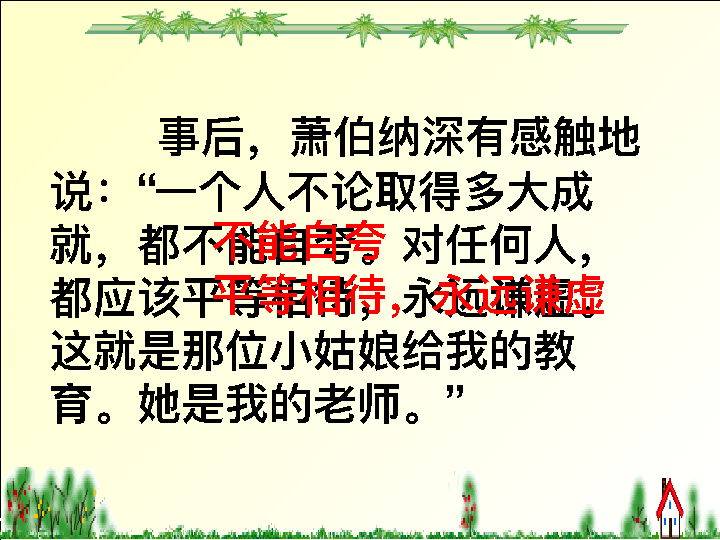 事后，萧伯纳深有感触地
说：“一个人不论取得多大成
就，都不能自夸。对任何人，
不能自夸
都应该平等相待，永远谦虚。
平等相待，永远谦虚
这就是那位小姑娘给我的教
育。她是我的老师。”